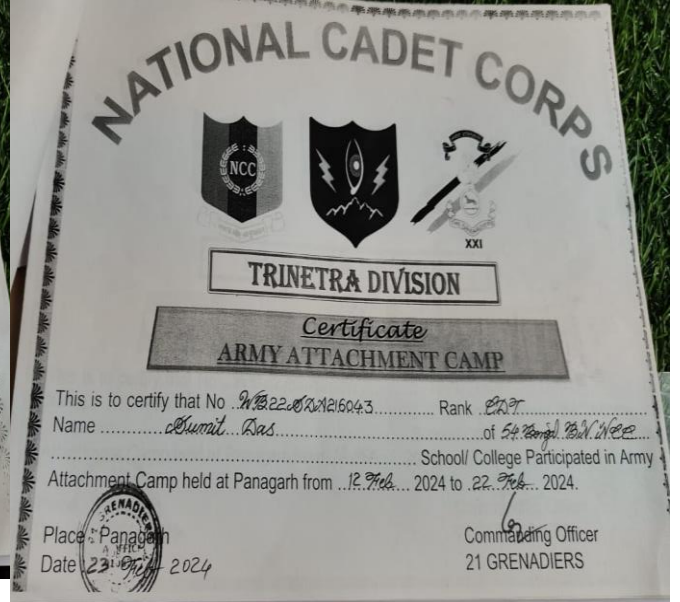 NATIONAL CADET CORPS
NCC
XXI
TRINETRA DIVISION
Certificate
ARMY ATTACHMENT CAMP
This is to certify that No ..WB22SDA216043............ Rank ..CDT........................
Name ............Sumit Das.....................................................of 54 Bengal BN NCC....
.................................................................................. School/ College Participated in Army
Attachment Camp held at Panagarh from ..12 Feb... 2024 to ..22 Feb... 2024.
GRENADIERS
Place : Panagarh
Commanding Officer
Date :23 Feb 2024
21 GRENADIERS